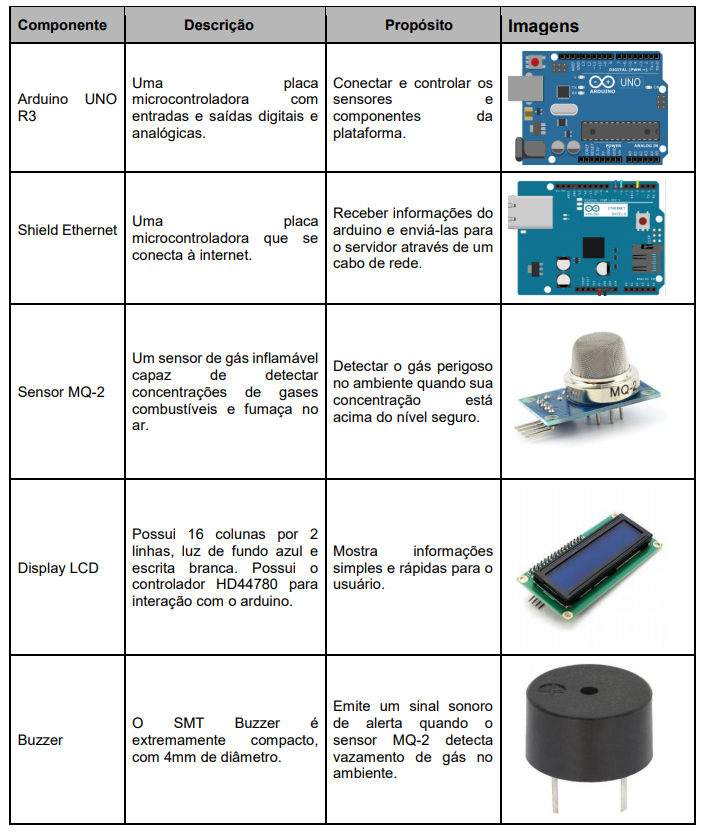 Componente
Descrição
Propósito
Imagens
Arduino UNO
R3
Uma placa
microcontroladora com
entradas e saídas digitais e
analógicas.
Conectar e controlar os
sensores e
componentes da
plataforma.
DIGITAL (PWM ~)
UNO
ARDUINO
POWER
ANALOG IN
Shield Ethernet
Uma placa
microcontroladora que se
conecta à internet.
Receber informações do
arduino e enviá-las para
o servidor através de um
cabo de rede.
ETHERNET
SHIELD
Sensor MQ-2
Um sensor de gás inflamável
capaz de detectar
concentrações de gases
combustíveis e fumaça no
ar.
Detectar o gás perigoso
no ambiente quando sua
concentração está
acima do nível seguro.
MQ-2
Display LCD
Possui 16 colunas por 2
linhas, luz de fundo azul e
escrita branca. Possui o
controlador HD44780 para
interação com o arduino.
Mostra informações
simples e rápidas para o
usuário.
Buzzer
O SMT Buzzer é
extremamente compacto,
com 4mm de diâmetro.
Emite um sinal sonoro
de alerta quando o
sensor MQ-2 detecta
vazamento de gás no
ambiente.